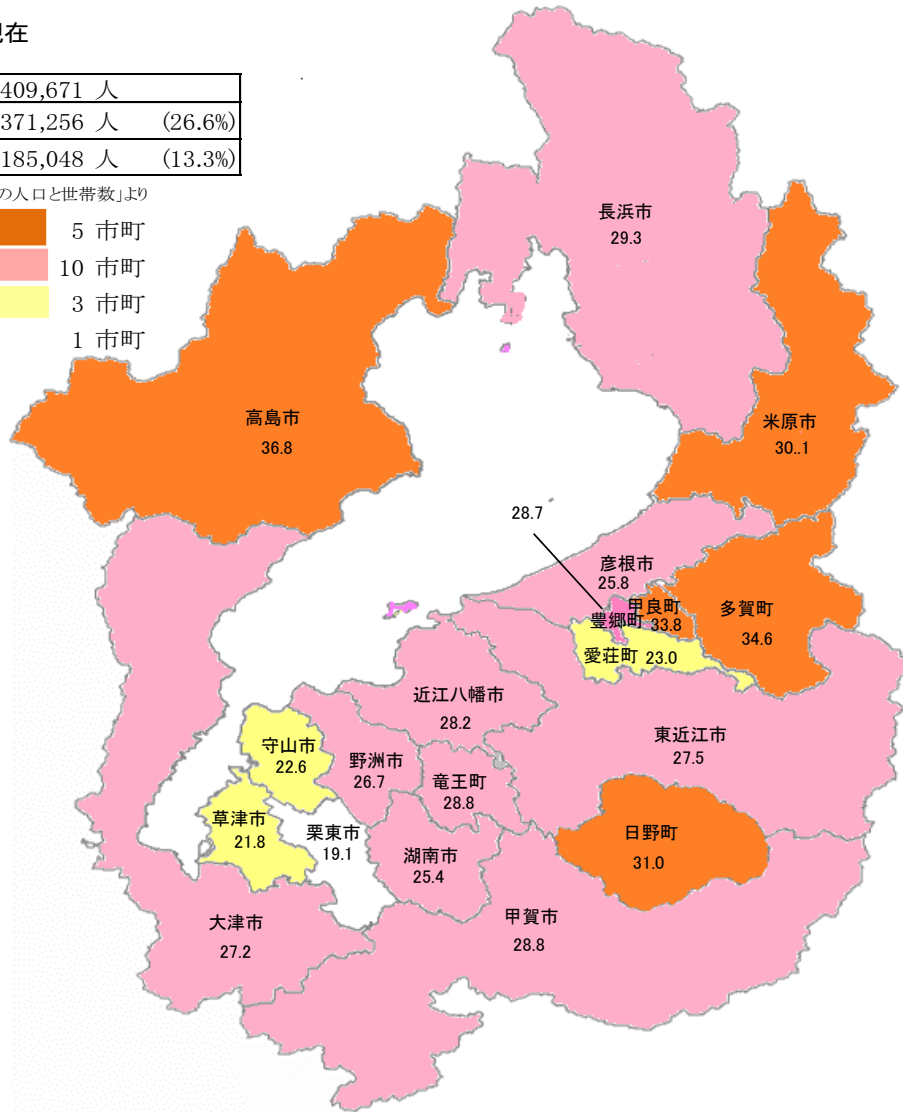 現在
409,671 人
371,256 人 (26.6%)
185,048 人 (13.3%)
の人口と世帯数」より
5 市町
10 市町
3 市町
1 市町
長浜市
29.3
高島市
36.8
米原市
30..1
28.7
彦根市
25.8
甲良町
33.8
多賀町
34.6
豊郷町
愛荘町 23.0
近江八幡市
28.2
東近江市
27.5
守山市
22.6
野洲市
26.7
竜王町
28.8
草津市
21.8
栗東市
19.1
湖南市
25.4
日野町
31.0
大津市
27.2
甲賀市
28.8